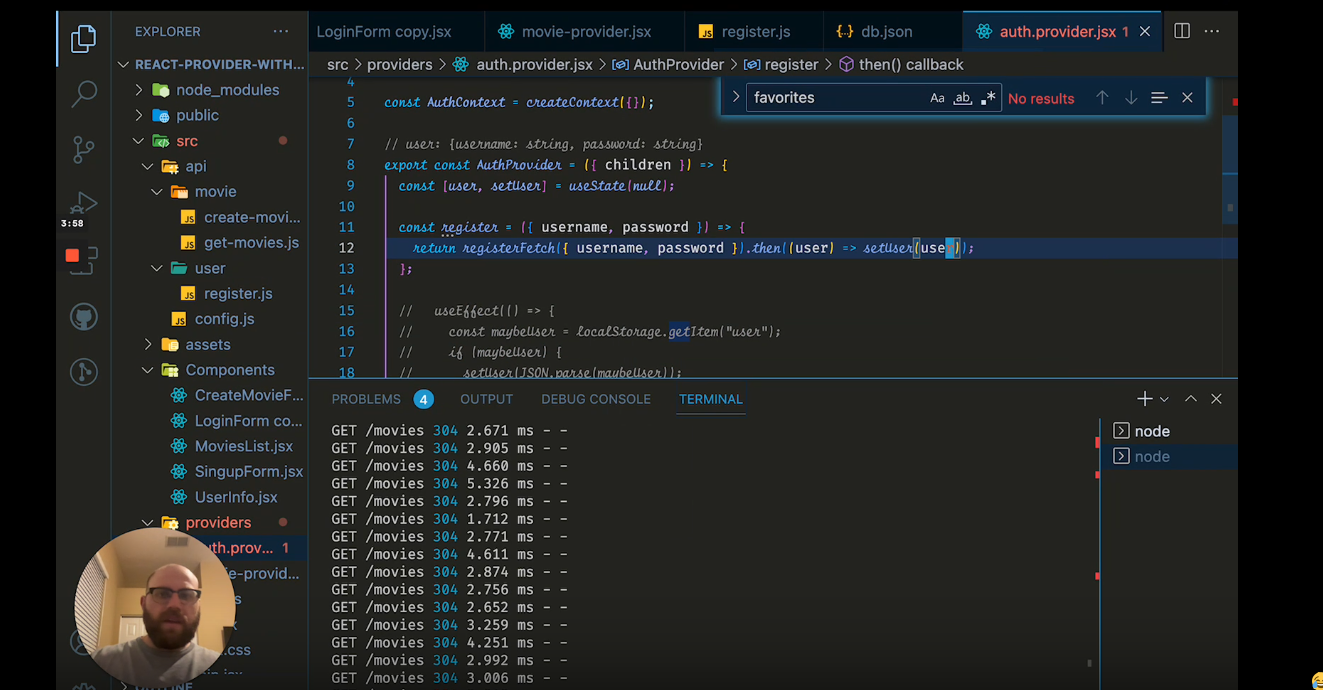 EXPLORER ···
LoginForm copy.jsx movie-provider.jsx JS register.js {..} db.json auth.provider.jsx 1
REACT-PROVIDER-WITH...
src > providers > auth.provider.jsx > AuthProvider > register > then() callback
node_modules
public
src
api
movie
JS create-movi...
JS get-movies.js
user
JS register.js
JS config.js
assets
Components
CreateMovieF...
LoginForm co...
MoviesList.jsx
SingupForm.jsx
UserInfo.jsx
providers
uth.prov... 1
e-provid...
.css
3:58
favorites Aa ab .* No results
4
5 const AuthContext = createContext({});
6
7 // user: {username: string, password: string}
8 export const AuthProvider = ({ children }) => {
9 const [user, setUser] = useState(null);
10
11 const register = ({ username, password }) => {
12 return registerFetch({ username, password }).then((user) => setUser(user));
13 };
14
15 // useEffect(() => {
16 // const maybeUser = localStorage.getItem("user");
17 // if (maybeUser) {
18 // setUser(JSON.parse(maybeUser));
PROBLEMS 4 OUTPUT DEBUG CONSOLE TERMINAL
GET /movies 304 2.671 ms - -
GET /movies 304 2.905 ms - -
GET /movies 304 4.660 ms - -
GET /movies 304 5.326 ms - -
GET /movies 304 2.796 ms - -
GET /movies 304 1.712 ms - -
GET /movies 304 2.771 ms - -
GET /movies 304 4.611 ms - -
GET /movies 304 2.874 ms - -
GET /movies 304 2.756 ms - -
GET /movies 304 2.652 ms - -
GET /movies 304 3.259 ms - -
GET /movies 304 4.251 ms - -
GET /movies 304 2.992 ms - -
GET /movies 304 3.006 ms - -
node
node